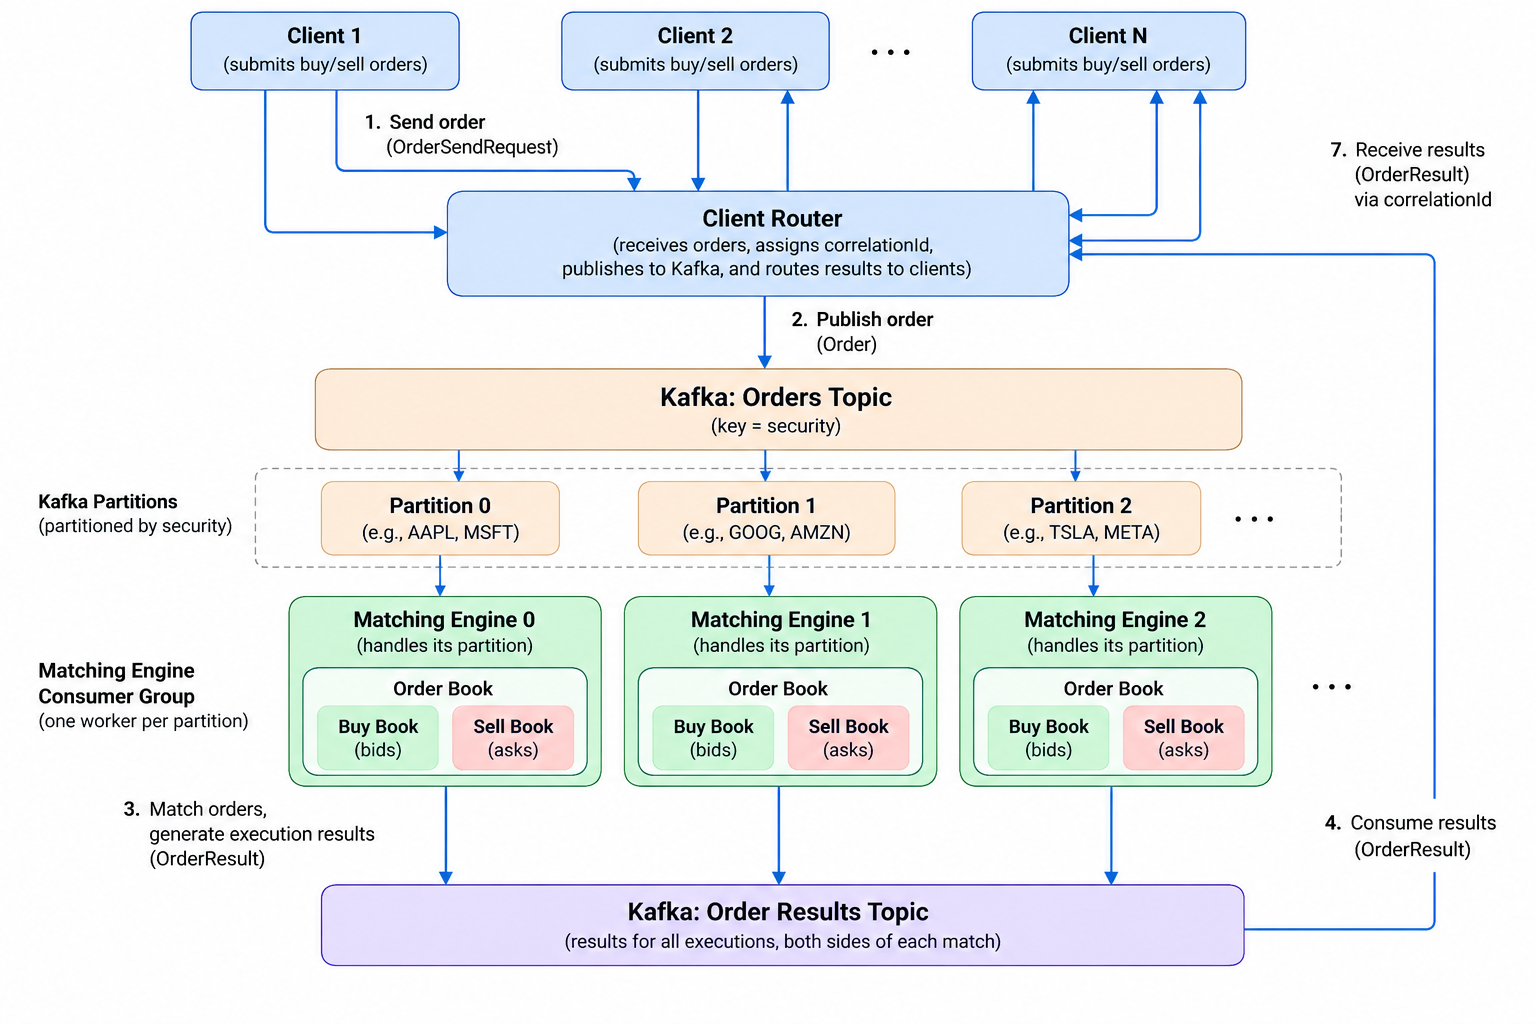 Client 1
(submits buy/sell orders)
Client 2
(submits buy/sell orders)
• • •
Client N
(submits buy/sell orders)
1. Send order
(OrderSendRequest)
7. Receive results
(OrderResult)
via correlationId
Client Router
(receives orders, assigns correlationId,
publishes to Kafka, and routes results to clients)
2. Publish order
(Order)
Kafka: Orders Topic
(key = security)
Kafka Partitions
(partitioned by security)
Partition 0
(e.g., AAPL, MSFT)
Partition 1
(e.g., GOOG, AMZN)
Partition 2
(e.g., TSLA, META)
• • •
Matching Engine
Consumer Group
(one worker per partition)
Matching Engine 0
(handles its partition)
Order Book
Buy Book
(bids)
Sell Book
(asks)
Matching Engine 1
(handles its partition)
Order Book
Buy Book
(bids)
Sell Book
(asks)
Matching Engine 2
(handles its partition)
Order Book
Buy Book
(bids)
Sell Book
(asks)
• • •
3. Match orders,
generate execution results
(OrderResult)
4. Consume results
(OrderResult)
Kafka: Order Results Topic
(results for all executions, both sides of each match)